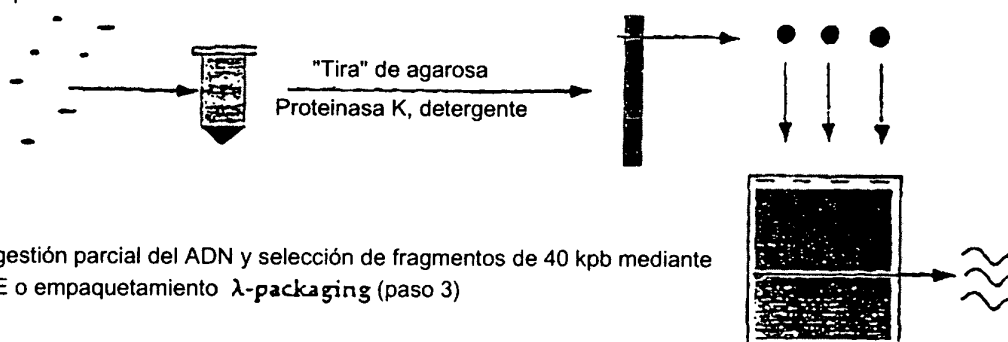 "Tira" de agarosa
Proteinasa K, detergente
gestión parcial del ADN y selección de fragmentos de 40 kpb mediante
E o empaquetamiento λ-packaging (paso 3)